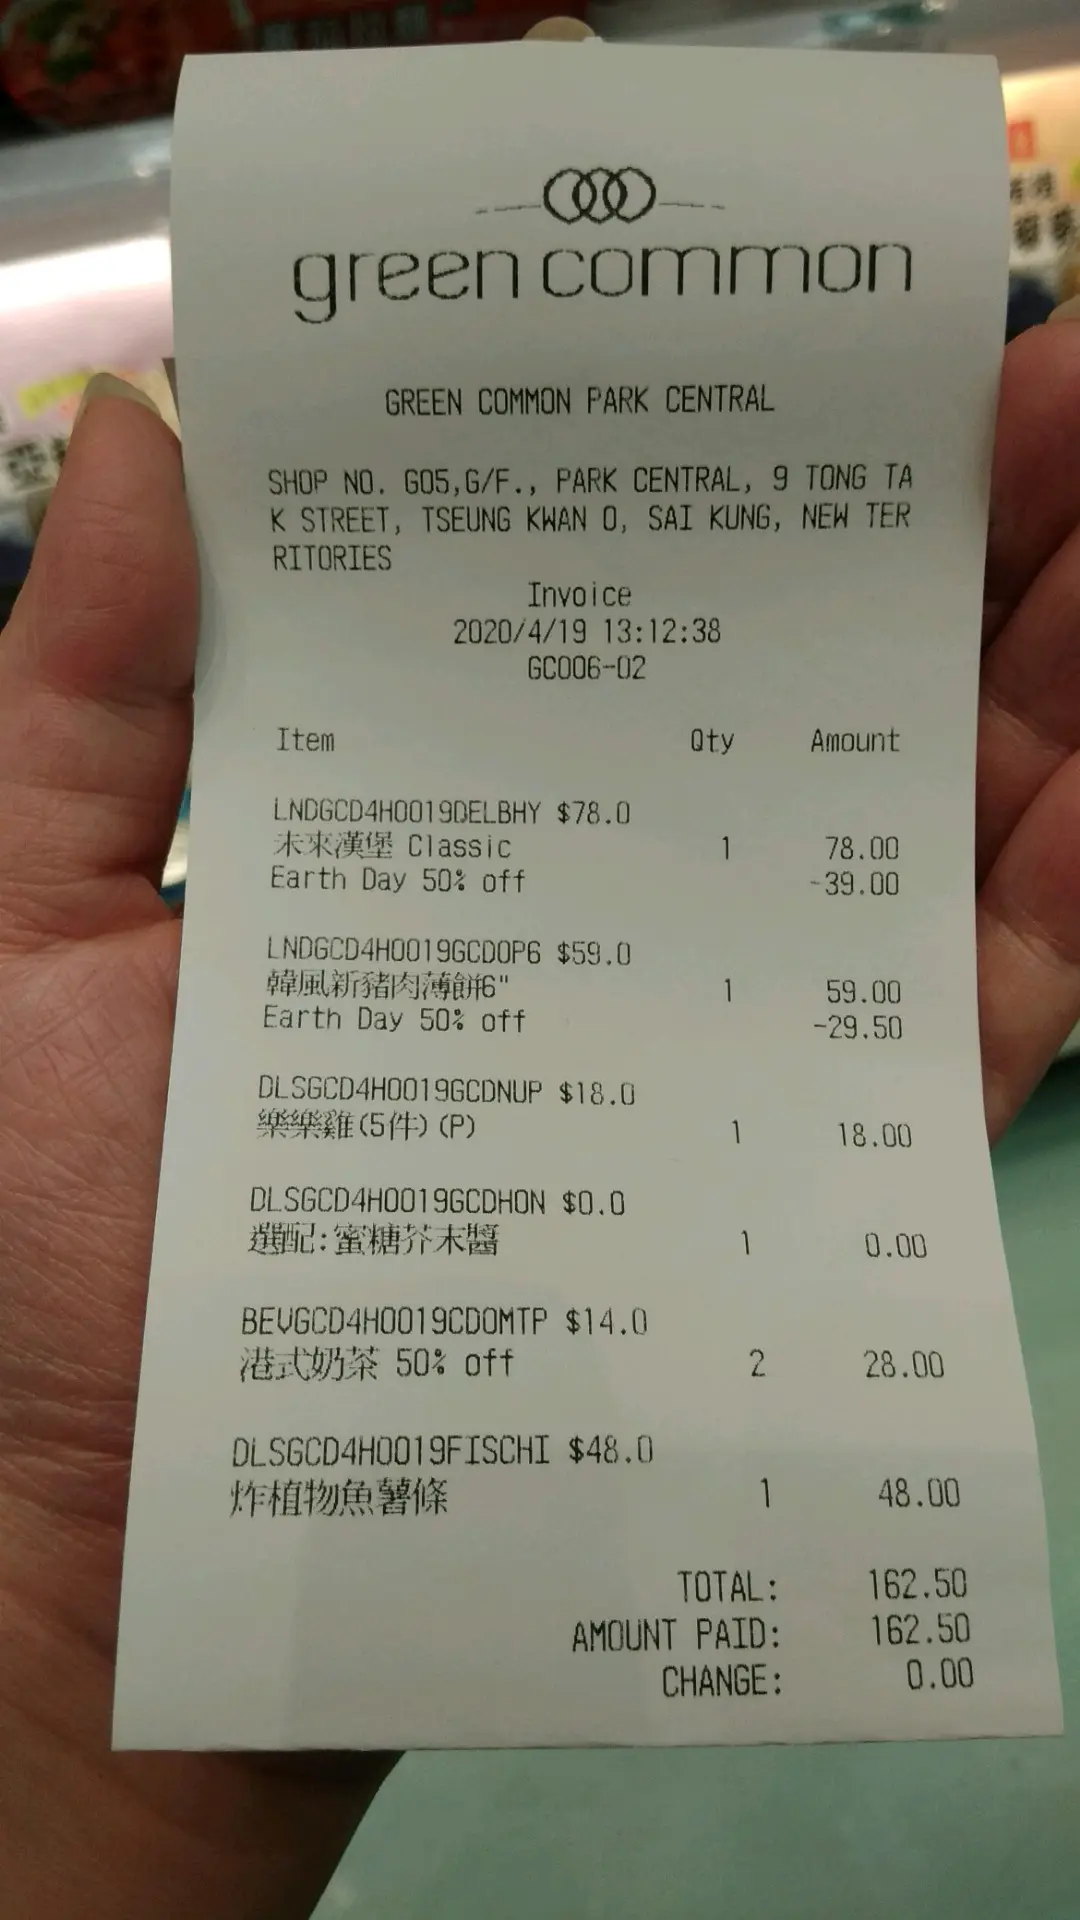 green common
GREEN COMMON PARK CENTRAL
SHOP NO. G05,G/F., PARK CENTRAL, 9 TONG TA
K STREET, TSEUNG KWAN O, SAI KUNG, NEW TER
RITORIES
Invoice
2020/4/19 13:12:38
GC006-02
Item Qty Amount
LNDGCD4H0019DELBHY $78.0
未來漢堡 Classic 1 78.00
Earth Day 50% off -39.00
LNDGCD4H0019GCDOP6 $59.0
韓風新豬肉薄餅6" 1 59.00
Earth Day 50% off -29.50
DLSGCD4H0019GCDNUP $18.0
樂樂雞(5件)(P) 1 18.00
DLSGCD4H0019GCDHON $0.0
選配:蜜糖芥末醬 1 0.00
BEVGCD4H0019CDOMTP $14.0
港式奶茶 50% off 2 28.00
DLSGCD4H0019FISCHI $48.0
炸植物魚薯條 1 48.00
TOTAL: 162.50
AMOUNT PAID: 162.50
CHANGE: 0.00